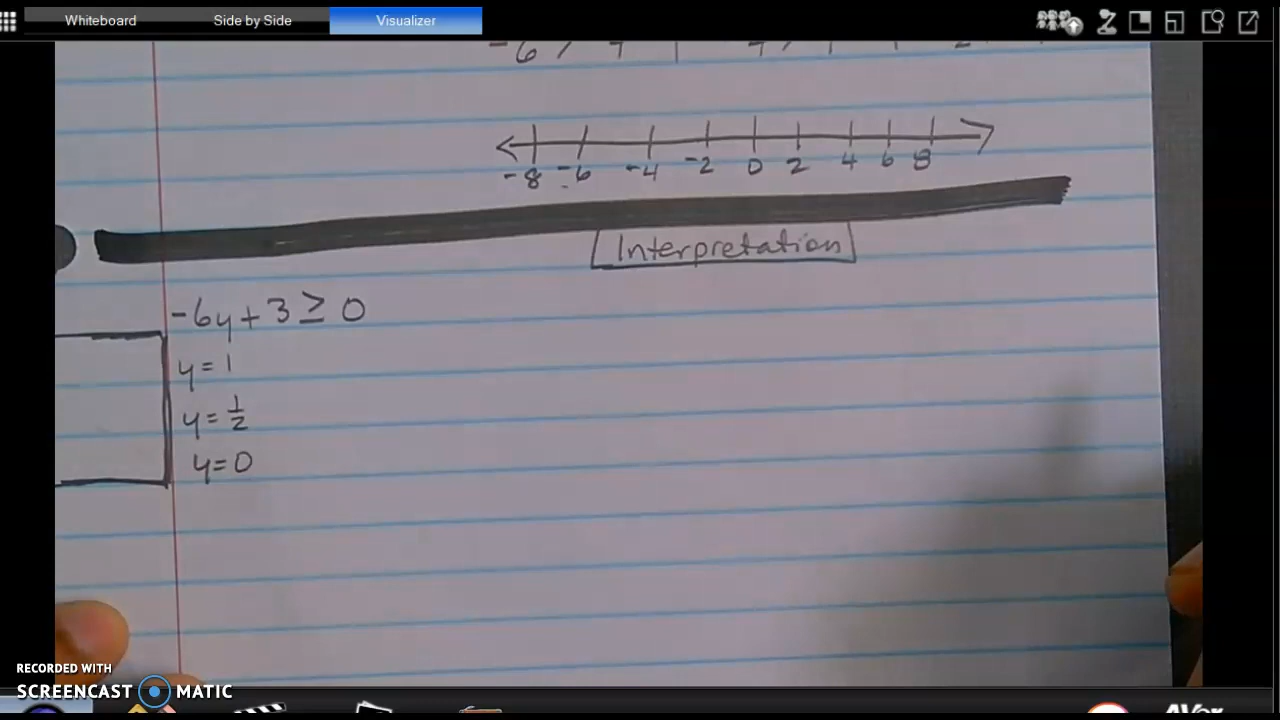 Whiteboard Side by Side Visualizer
-8 -6 -4 -2 0 2 4 6 8
Interpretation
-6y+3 ≥ 0
y=1
y=1/2
y=0
RECORDED WITH
SCREENCAST MATIC
AVer